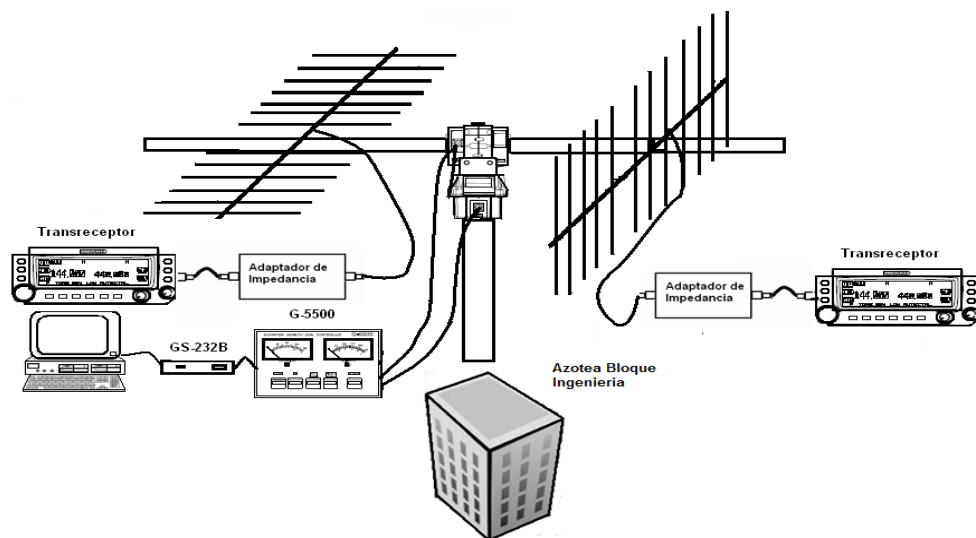 Transreceptor
Adaptador de
Impedancia
G-5500
GS-232B
Transreceptor
Adaptador de
Impedancia
Azotea Bloque
Ingenieria